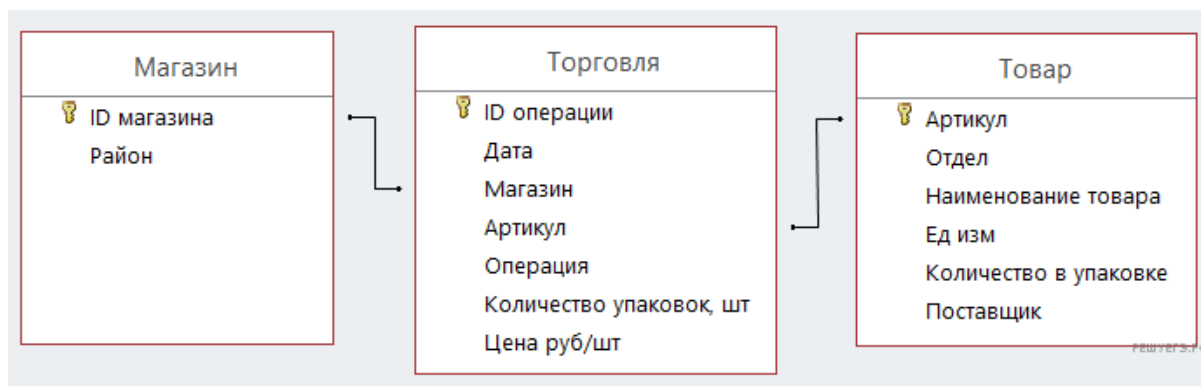 Магазин
ID магазина
Район
Торговля
ID операции
Дата
Магазин
Артикул
Операция
Количество упаковок, шт
Цена руб/шт
Товар
Артикул
Отдел
Наименование товара
Ед изм
Количество в упаковке
Поставщик